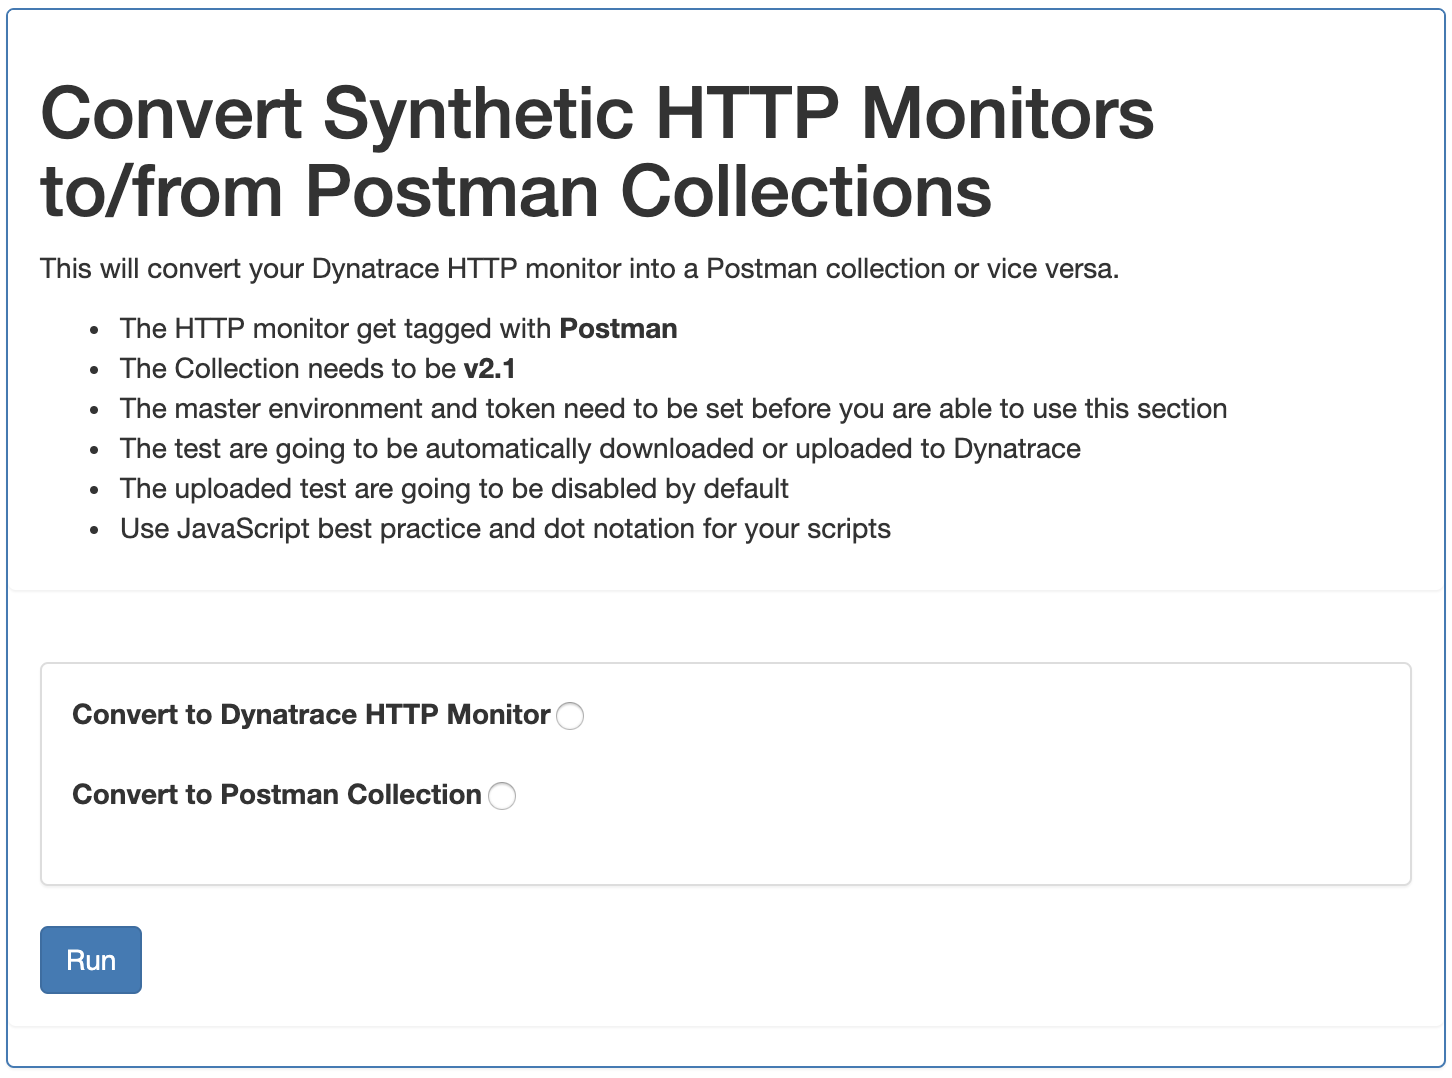 Convert Synthetic HTTP Monitors
to/from Postman Collections
This will convert your Dynatrace HTTP monitor into a Postman collection or vice versa.
• The HTTP monitor get tagged with Postman
• The Collection needs to be v2.1
• The master environment and token need to be set before you are able to use this section
• The test are going to be automatically downloaded or uploaded to Dynatrace
• The uploaded test are going to be disabled by default
• Use JavaScript best practice and dot notation for your scripts
Convert to Dynatrace HTTP Monitor
Convert to Postman Collection
Run